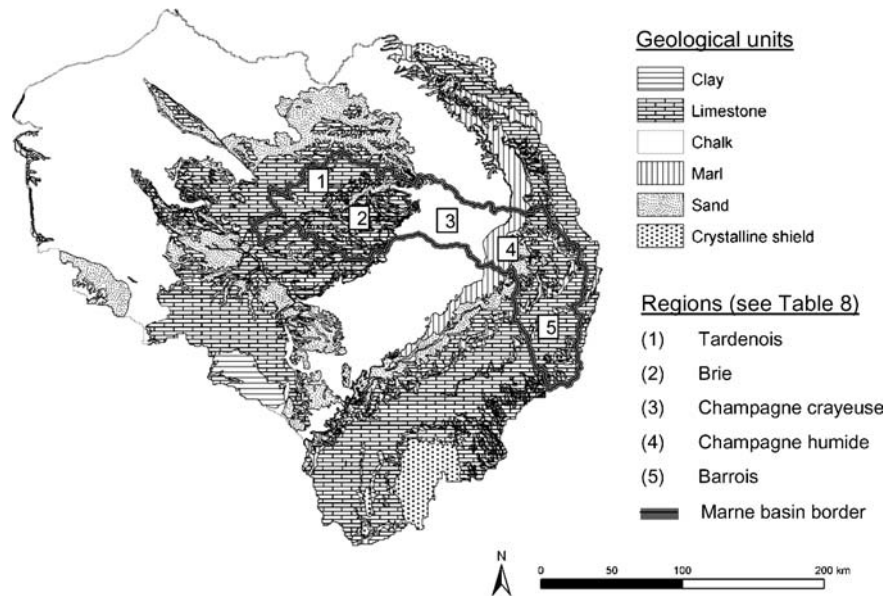 Geological units
Clay
Limestone
Chalk
Marl
Sand
Crystalline shield
Regions (see Table 8)
(1) Tardenois
(2) Brie
(3) Champagne crayeuse
(4) Champagne humide
(5) Barrois
Marne basin border
1
2
3
4
5
N
0 50 100 200 km